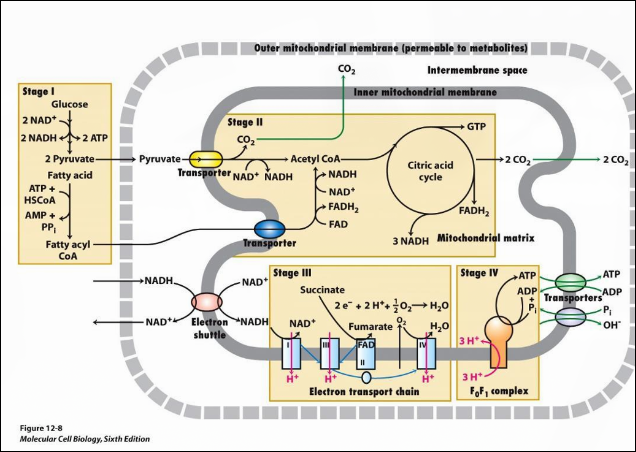 Outer mitochondrial membrane (permeable to metabolites)
CO2
Intermembrane space
Inner mitochondrial membrane
Stage I
Glucose
2 NAD+
2 NADH
2 ATP
2 Pyruvate
Fatty acid
ATP +
HSCoA
AMP +
PPi
Fatty acyl
CoA
Pyruvate
Transporter
Stage II
CO2
NAD+
NADH
Acetyl CoA
NADH
NAD+
FADH2
FAD
Transporter
Citric acid
cycle
GTP
2 CO2
2 CO2
FADH2
3 NADH
Mitochondrial matrix
NADH
NAD+
NAD+
NADH
Electron
shuttle
Stage III
Succinate
2 e- + 2 H+ + 1/2 O2 → H2O
NAD+
Fumarate
O2
H2O
I
III
FAD
II
IV
H+
H+
H+
Electron transport chain
Stage IV
ATP
ADP
+
Pi
3 H+
3 H+
F0F1 complex
ATP
ADP
Transporters
Pi
OH-
Figure 12-8
Molecular Cell Biology, Sixth Edition